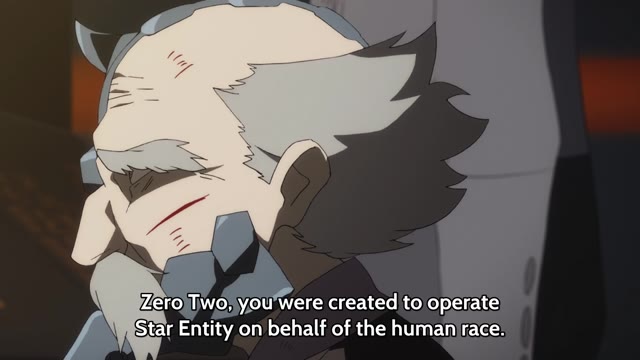 Zero Two, you were created to operate
Star Entity on behalf of the human race.